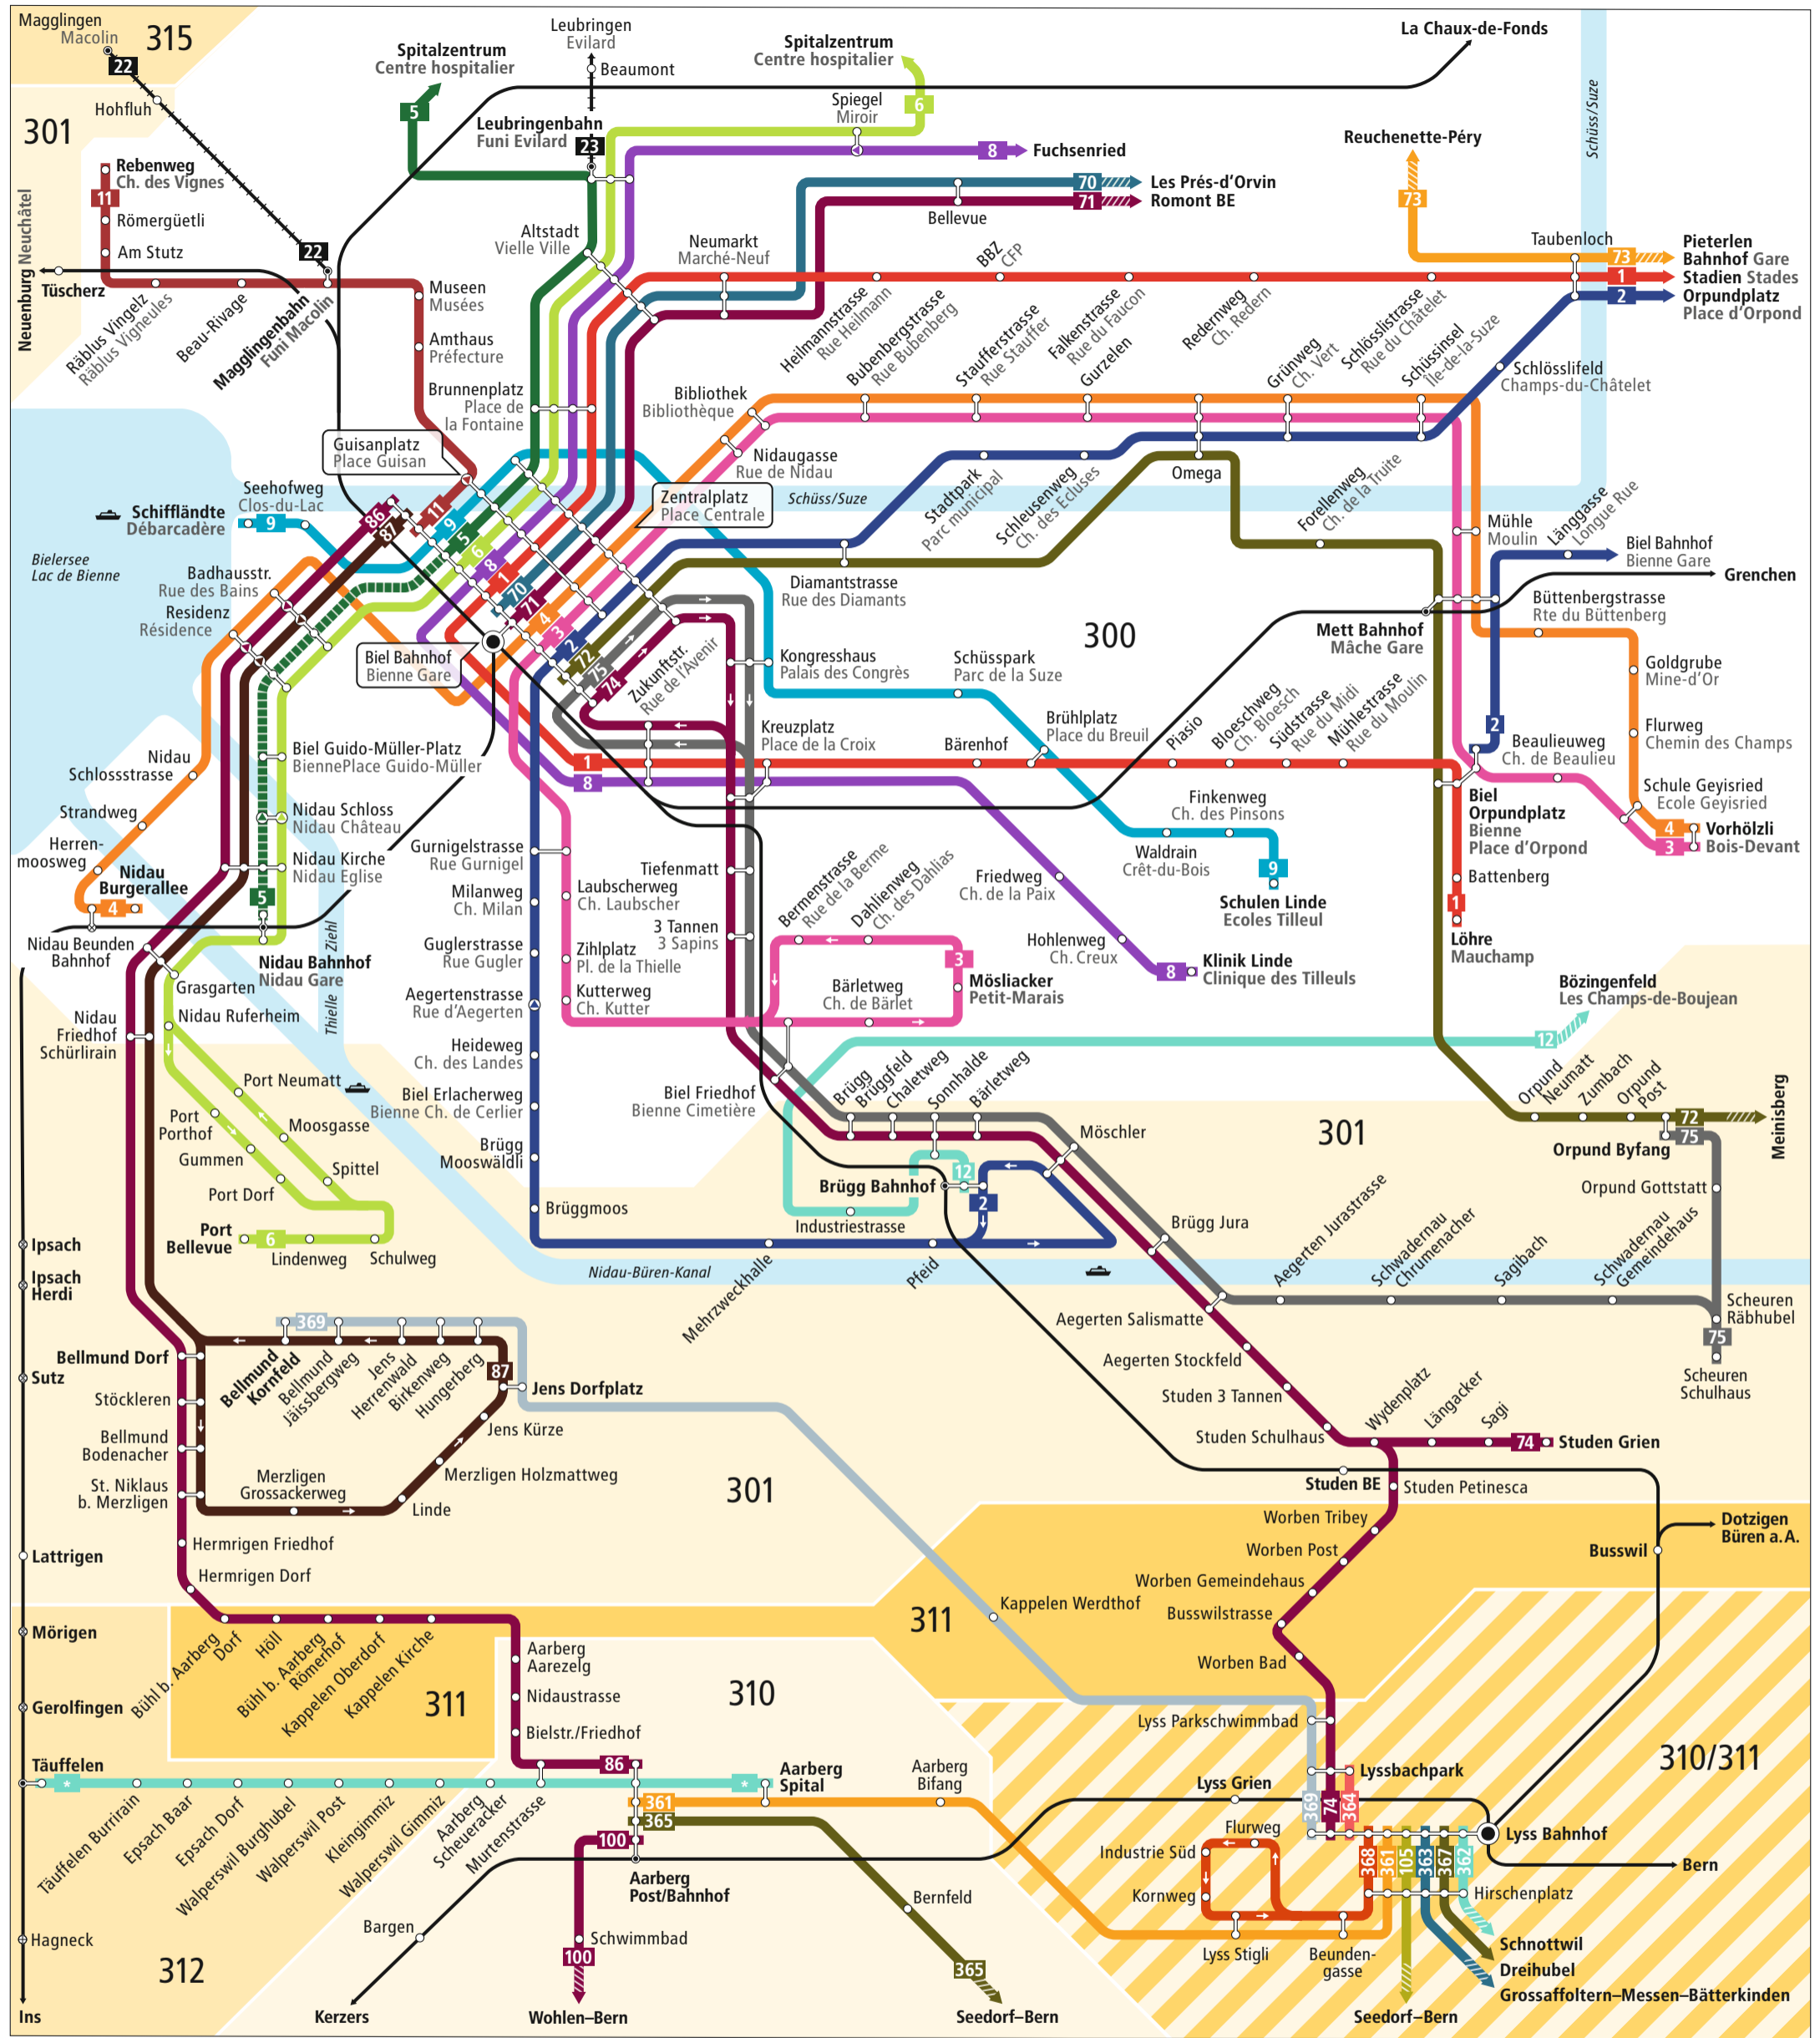 Magglingen
Macolin
315
22
Hohfluh
301
Spitalzentrum
Centre hospitalier
5
Leubringen
Evilard
Beaumont
Leubringenbahn
Funi Evilard
23
Spitalzentrum
Centre hospitalier
6
Spiegel
Miroir
8
Fuchsenried
La Chaux-de-Fonds
Schüss/Suze
Reuchenette-Péry
73
Rebenweg
Ch. des Vignes
11
Römergüetli
Am Stutz
22
Neuenburg Neuchâtel
Tüscherz
Räblus Vingelz
Räblus Vigneules
Beau-Rivage
Magglingenbahn
Funi Macolin
Museen
Musées
Amthaus
Préfecture
Brunnenplatz
Place de
la Fontaine
Altstadt
Vielle Ville
Neumarkt
Marché-Neuf
70
Les Prés-d'Orvin
71
Romont BE
Bellevue
BBZ
CFP
Taubenloch
73
Pieterlen
Bahnhof Gare
1
Stadien Stades
2
Orpundplatz
Place d'Orpond
Heilmannstrasse
Rue Heilmann
Bubenbergstrasse
Rue Bubenberg
Staufferstrasse
Rue Stauffer
Falkenstrasse
Rue du Faucon
Gurzelen
Redernweg
Ch. Redern
Grünweg
Ch. Vert
Schlösslistrasse
Rue du Châtelet
Schüssinsel
Île-de-la-Suze
Schlösslifeld
Champs-du-Châtelet
Bibliothek
Bibliothèque
Nidaugasse
Rue de Nidau
Guisanplatz
Place Guisan
Zentralplatz
Place Centrale
Schüss/Suze
Stadtpark
Parc municipal
Schleusenweg
Ch. des Ecluses
Omega
Forellenweg
Ch. de la Truite
Mühle
Moulin
Länggasse
Longue Rue
Biel Bahnhof
Bienne Gare
Grenchen
Schifflände
Débarcadère
9
Seehofweg
Clos-du-Lac
Bielersee
Lac de Bienne
Badhausstr.
Rue des Bains
Residenz
Résidence
86
87
11
9
5
6
8
1
70
71
4
3
2
72
75
74
Biel Bahnhof
Bienne Gare
Zukunftstr.
Rue de l'Avenir
Diamantstrasse
Rue des Diamants
300
Büttenbergstrasse
Rte du Büttenberg
Mett Bahnhof
Mâche Gare
Goldgrube
Mine-d'Or
Flurweg
Chemin des Champs
Kongresshaus
Palais des Congrès
Schüsspark
Parc de la Suze
Kreuzplatz
Place de la Croix
Bärenhof
Brühlplatz
Place du Breuil
Piasio
Bloeschweg
Ch. Bloesch
Südstrasse
Rue du Midi
Mühlestrasse
Rue du Moulin
2
Beaulieuweg
Ch. de Beaulieu
Schule Geyisried
Ecole Geyisried
4
3
Vorhölzli
Bois-Devant
1
8
Nidau
Schlossstrasse
Strandweg
Herren-
moosweg
Nidau
Burgerallee
4
Biel Guido-Müller-Platz
BiennePlace Guido-Müller
Nidau Schloss
Nidau Château
Nidau Kirche
Nidau Eglise
5
Nidau Bahnhof
Nidau Gare
Thielle Ziehl
Nidau Beunden
Bahnhof
Grasgarten
Nidau Ruferheim
Nidau
Friedhof
Schürlirain
Gurnigelstrasse
Rue Gurnigel
Milanweg
Ch. Milan
Guglerstrasse
Rue Gugler
Aegertenstrasse
Rue d'Aegerten
Heideweg
Ch. des Landes
Biel Erlacherweg
Bienne Ch. de Cerlier
Brügg
Mooswäldli
Brüggmoos
Laubscherweg
Ch. Laubscher
Zihlplatz
Pl. de la Thielle
Kutterweg
Ch. Kutter
Tiefenmatt
3 Tannen
3 Sapins
Bermenstrasse
Rue de la Berme
Dahlienweg
Ch. des Dahlias
3
Mösliacker
Petit-Marais
Bärletweg
Ch. de Bärlet
Friedweg
Ch. de la Paix
Hohlenweg
Ch. Creux
8
Klinik Linde
Clinique des Tilleuls
Finkenweg
Ch. des Pinsons
Waldrain
Crêt-du-Bois
9
Schulen Linde
Ecoles Tilleul
Biel
Orpundplatz
Bienne
Place d'Orpond
Battenberg
1
Löhre
Mauchamp
Bözingenfeld
Les Champs-de-Boujean
12
Biel Friedhof
Bienne Cimetière
Brügg
Brüggfeld
Chaletweg
Sonnhalde
Bärletweg
Möschler
12
Brügg Bahnhof
2
Industriestrasse
301
Orpund
Neumatt
Zumbach
Orpund
Post
72
75
Meinisberg
Orpund Byfang
Orpund Gottstatt
Port Neumatt
Port
Porthof
Moosgasse
Gummen
Spittel
Port Dorf
Port
Bellevue
6
Lindenweg
Schulweg
Nidau-Büren-Kanal
Mehrzweckhalle
Pfeid
Brügg Jura
Aegerten Jurastrasse
Schwadernau
Chrumenacher
Sagibach
Schwadernau
Gemeindehaus
Scheuren
Räbhubel
75
Scheuren
Schulhaus
Aegerten Salismatte
Aegerten Stockfeld
Studen 3 Tannen
Studen Schulhaus
Wydenplatz
Längacker
Sagi
74
Studen Grien
Studen BE
Studen Petinesca
Ipsach
Ipsach
Herdi
Sutz
Lattrigen
Mörigen
Gerolfingen
Täuffelen
Hagneck
Ins
Bellmund Dorf
Stöckleren
Bellmund
Bodenacher
St. Niklaus
b. Merzligen
369
Bellmund
Kornfeld
Bellmund
Jäissbergweg
Jens
Herrenwald
Birkenweg
Hungerberg
87
Jens Dorfplatz
Jens Kürze
Merzligen Holzmattweg
Linde
Merzligen
Grossackerweg
Hermrigen Friedhof
Hermrigen Dorf
301
Worben Tribey
Worben Post
Worben Gemeindehaus
Busswilstrasse
Worben Bad
Busswil
Dotzigen
Büren a.A.
Kappelen Werdthof
311
Bühl b. Aarberg
Dorf
Höll
Bühl b. Aarberg
Römerhof
Kappelen Oberdorf
Kappelen Kirche
311
Aarberg
Aarezelg
Nidaustrasse
Bielstr./Friedhof
310
86
*
Täuffelen Burrirain
Epsach Baar
Epsach Dorf
Walperswil Burghubel
Walperswil Post
Kleingimmiz
Walperswil Gimmiz
Aarberg
Scheueracker
Murtenstrasse
*
Aarberg
Spital
361
365
100
Aarberg
Post/Bahnhof
Aarberg
Bifang
Bernfeld
365
Seedorf–Bern
Schwimmbad
100
Wohlen–Bern
Bargen
Kerzers
312
Lyss Parkschwimmbad
Lyssbachpark
310/311
Lyss Grien
369
74
364
Lyss Bahnhof
Bern
Flurweg
Industrie Süd
Kornweg
368
361
105
363
367
362
Hirschenplatz
Lyss Stigli
Beunden-
gasse
Schnottwil
Dreihubel
Grossaffoltern–Messen–Bätterkinden
Seedorf–Bern